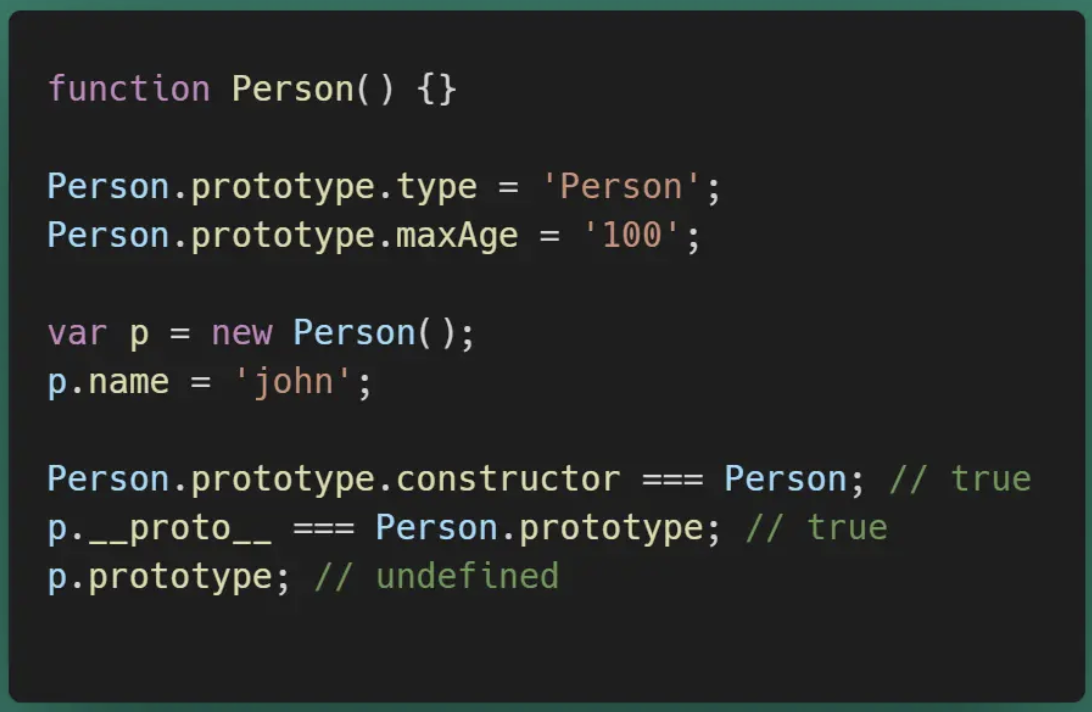 function Person() {}
Person.prototype.type = 'Person';
Person.prototype.maxAge = '100';
var p = new Person();
p.name = 'john';
Person.prototype.constructor === Person; // true
p.__proto__ === Person.prototype; // true
p.prototype; // undefined